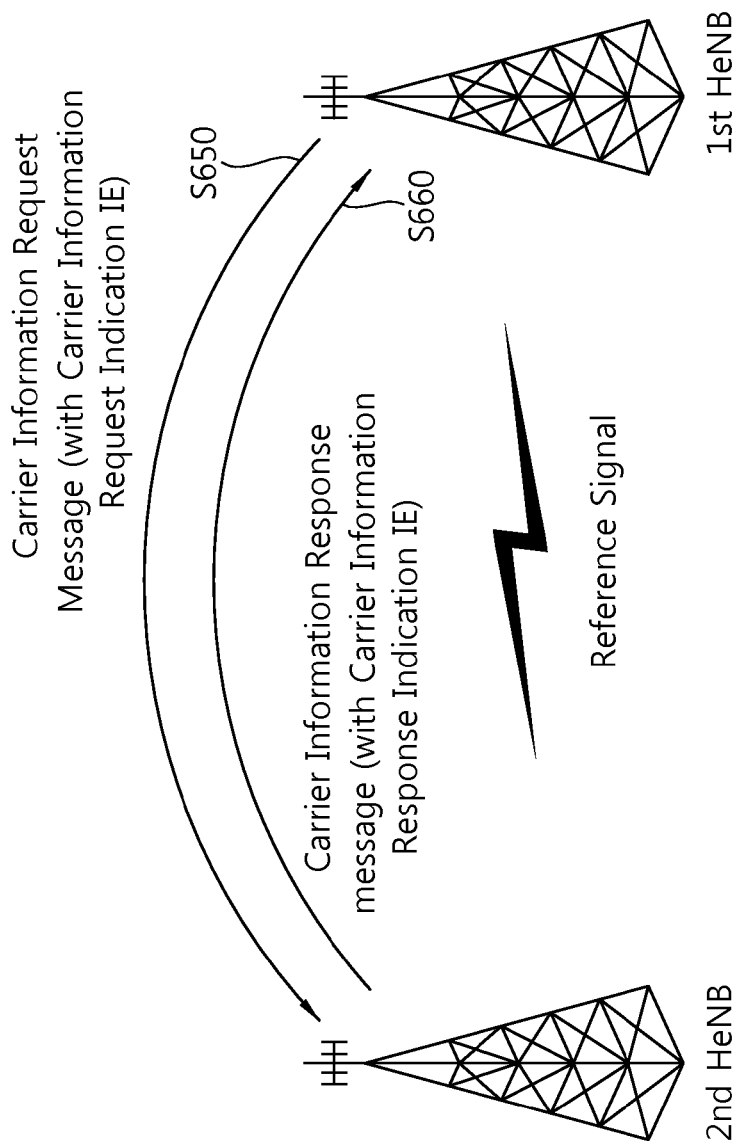 Carrier Information Request
Message (with Carrier Information
Request Indication IE)
S650
S660
Carrier Information Response
message (with Carrier Information
Response Indication IE)
Reference Signal
2nd HeNB
1st HeNB